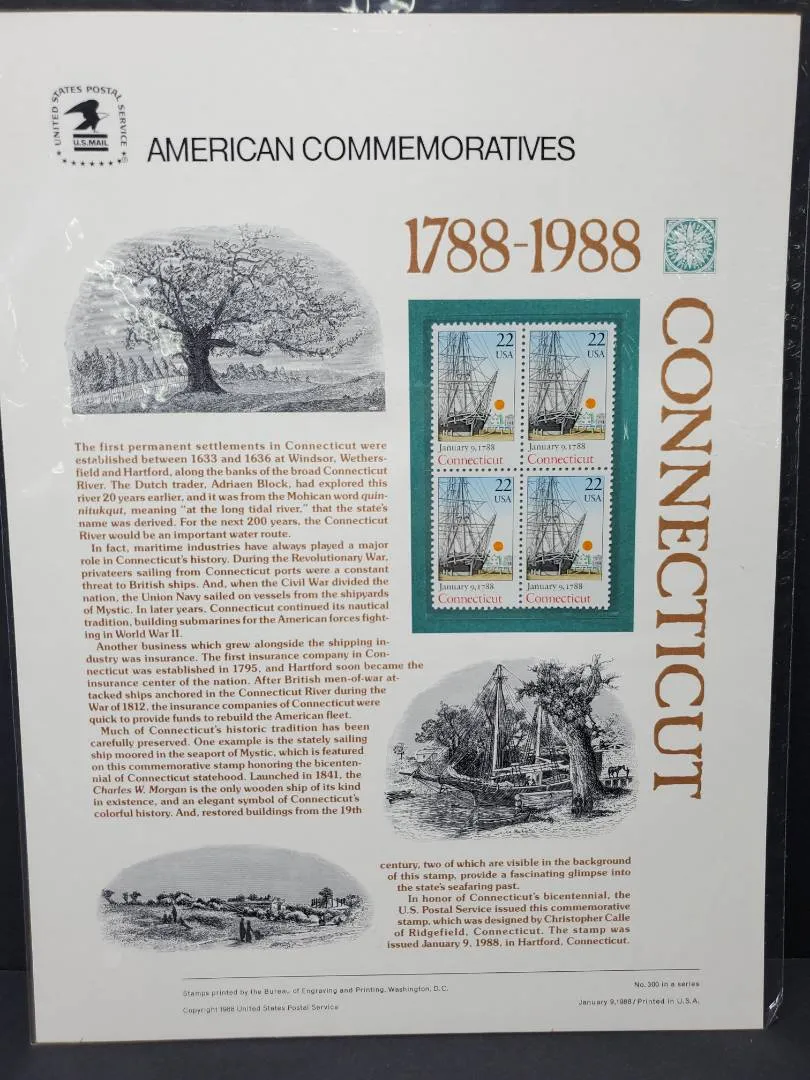 UNITED STATES POSTAL SERVICE
U.S.MAIL
AMERICAN COMMEMORATIVES
1788-1988
CONNECTICUT
22
USA
January 9, 1788
Connecticut
22
USA
January 9, 1788
Connecticut
22
USA
January 9, 1788
Connecticut
22
USA
January 9, 1788
Connecticut
The first permanent settlements in Connecticut were
established between 1633 and 1636 at Windsor, Wethers-
field and Hartford, along the banks of the broad Connecticut
River. The Dutch trader, Adriaen Block, had explored this
river 20 years earlier, and it was from the Mohican word quin-
nitukqut, meaning "at the long tidal river," that the state's
name was derived. For the next 200 years, the Connecticut
River would be an important water route.
In fact, maritime industries have always played a major
role in Connecticut's history. During the Revolutionary War,
privateers sailing from Connecticut ports were a constant
threat to British ships. And, when the Civil War divided the
nation, the Union Navy sailed on vessels from the shipyards
of Mystic. In later years, Connecticut continued its nautical
tradition, building submarines for the American forces fight-
ing in World War II.
Another business which grew alongside the shipping in-
dustry was insurance. The first insurance company in Con-
necticut was established in 1795, and Hartford soon became the
insurance center of the nation. After British men-of-war at-
tacked ships anchored in the Connecticut River during the
War of 1812, the insurance companies of Connecticut were
quick to provide funds to rebuild the American fleet.
Much of Connecticut's historic tradition has been
carefully preserved. One example is the stately sailing
ship moored in the seaport of Mystic, which is featured
on this commemorative stamp honoring the bicenten-
nial of Connecticut statehood. Launched in 1841, the
Charles W. Morgan is the only wooden ship of its kind
in existence, and an elegant symbol of Connecticut's
colorful history. And, restored buildings from the 19th
century, two of which are visible in the background
of this stamp, provide a fascinating glimpse into
the state's seafaring past.
In honor of Connecticut's bicentennial, the
U.S. Postal Service issued this commemorative
stamp, which was designed by Christopher Calle
of Ridgefield, Connecticut. The stamp was
issued January 9, 1988, in Hartford, Connecticut.
Stamps printed by the Bureau of Engraving and Printing, Washington, D.C.
Copyright 1988 United States Postal Service
No. 300 in a series
January 9, 1988/Printed in U.S.A.